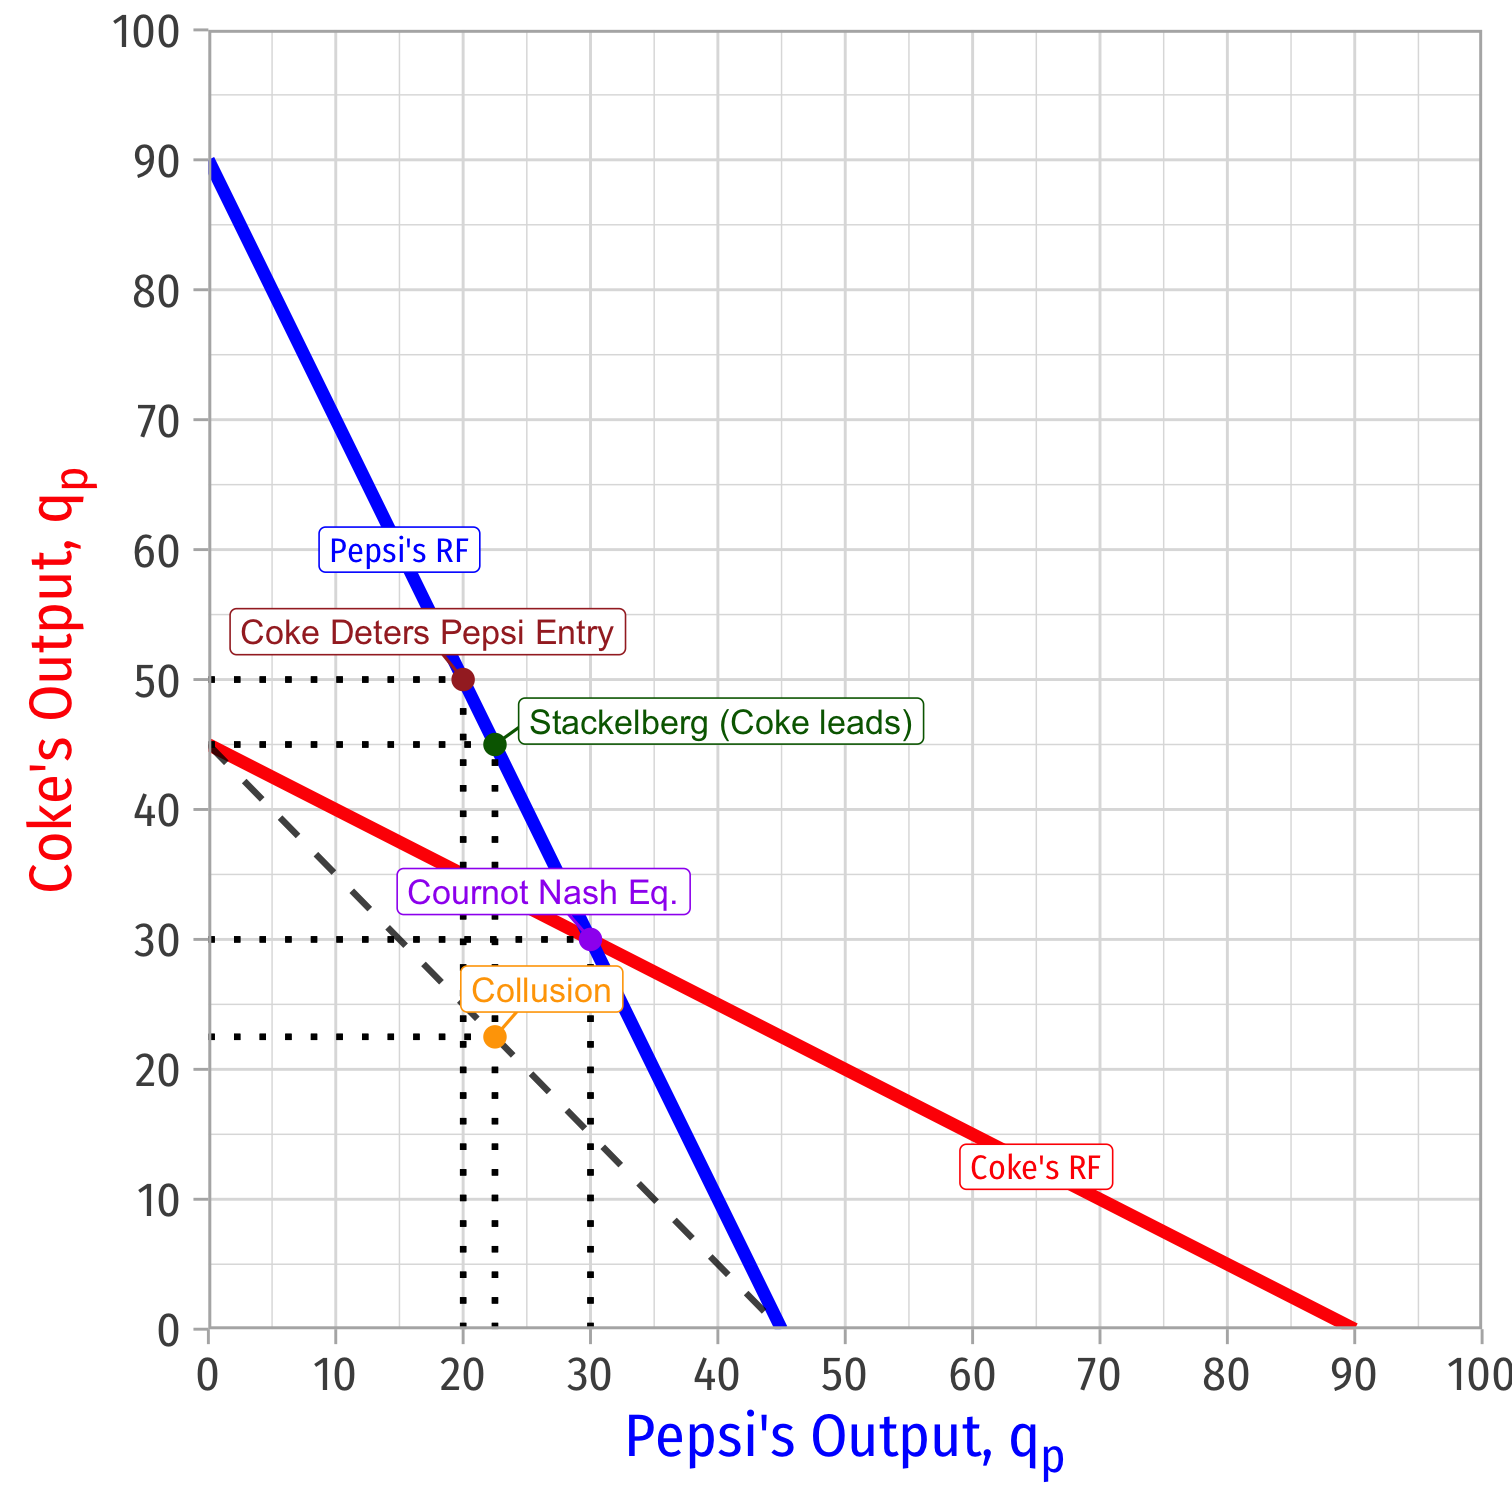 100
90
80
70
60
50
40
30
20
10
0
Coke's Output, qp
Pepsi's RF
Coke Deters Pepsi Entry
Stackelberg (Coke leads)
Cournot Nash Eq.
Collusion
Coke's RF
0 10 20 30 40 50 60 70 80 90 100
Pepsi's Output, qp